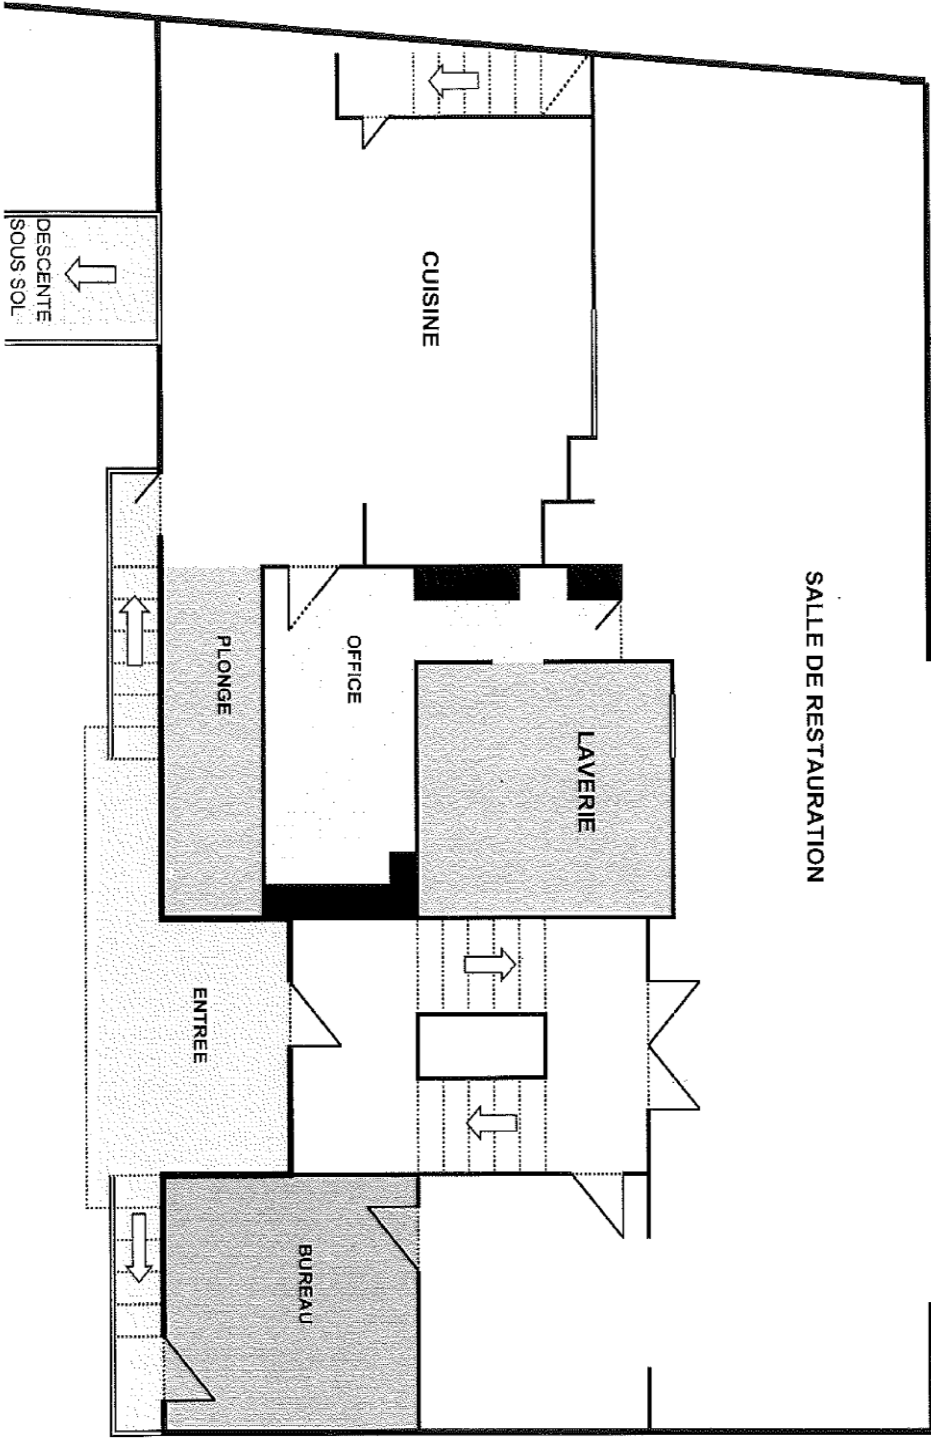 DESCENTE
SOUS SOL
CUISINE
SALLE DE RESTAURATION
PLONGE
OFFICE
LAVERIE
ENTREE
BUREAU